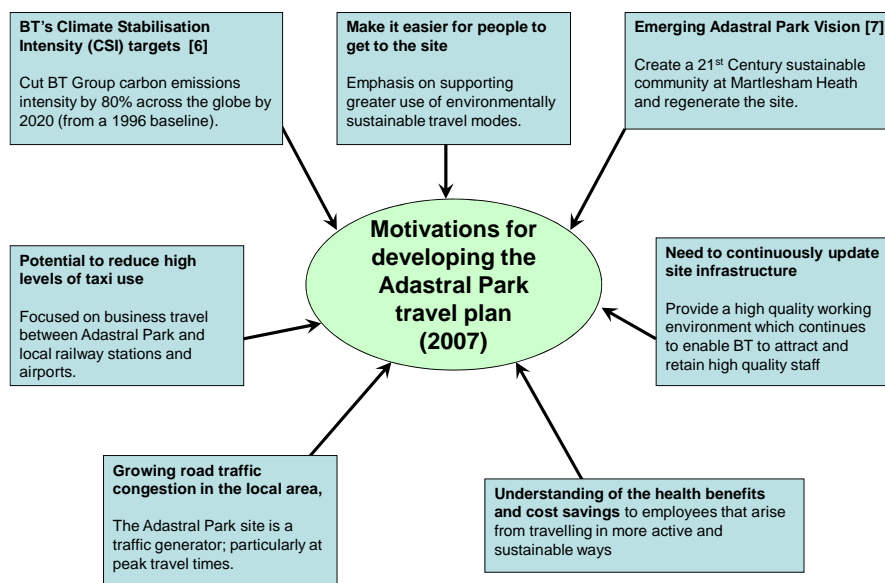 BT's Climate Stabilisation
Intensity (CSI) targets  [6]
Cut BT Group carbon emissions
intensity by 80% across the globe by
2020 (from a 1996 baseline).
Make it easier for people to
get to the site
Emphasis on supporting
greater use of environmentally
sustainable travel modes.
Emerging Adastral Park Vision [7]
Create a 21st Century sustainable
community at Martlesham Heath
and regenerate the site.
Motivations for
developing the
Adastral Park
travel plan
(2007)
Potential to reduce high
levels of taxi use
Focused on business travel
between Adastral Park and
local railway stations and
airports.
Need to continuously update
site infrastructure
Provide a high quality working
environment which continues
to enable BT to attract and
retain high quality staff
Growing road traffic
congestion in the local area,
The Adastral Park site is a
traffic generator; particularly at
peak travel times.
Understanding of the health benefits
and cost savings to employees that arise
from travelling in more active and
sustainable ways